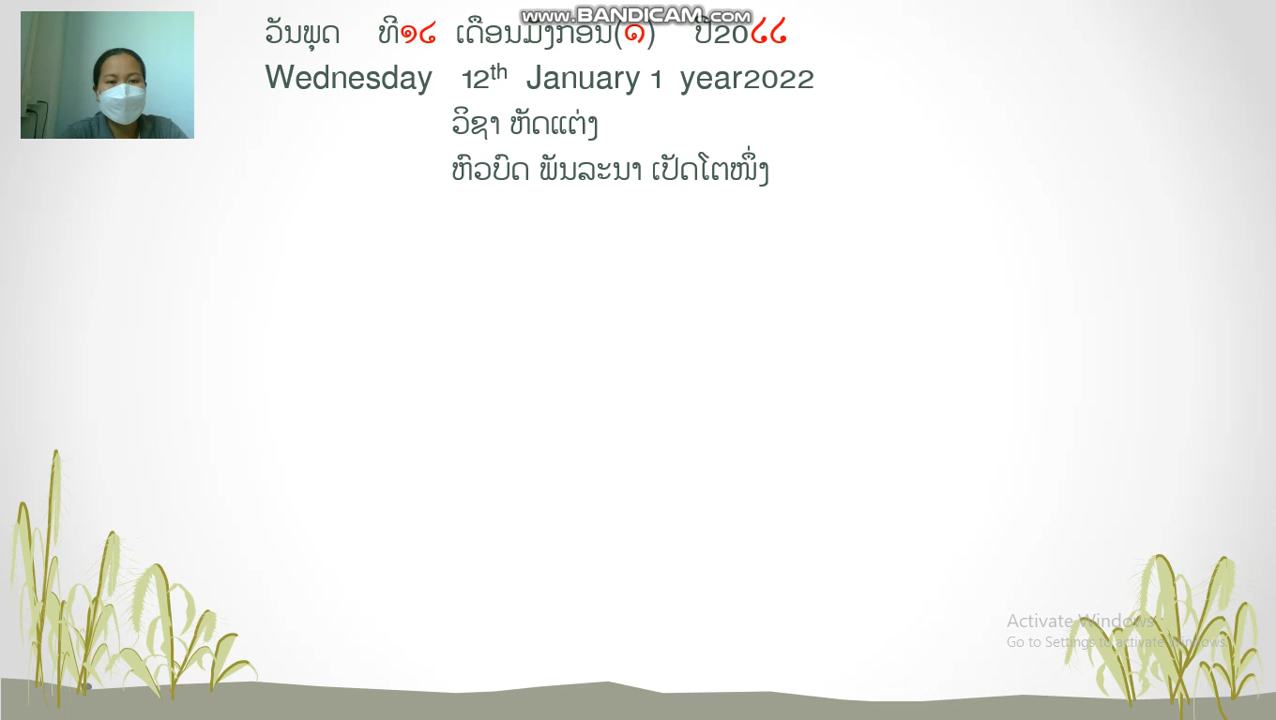 www.BANDICAM.com
ວັນພຸດ ທີ໑໒ ເດືອນມັງກອນ(໑) ປີ20໒໒
Wednesday 12th January 1 year2022
ວິຊາ ຫັດແຕ່ງ
ຫົວບົດ ພັນລະນາ ເປັດໂຕໜຶ່ງ
Activate Windows
Go to Settings to activate Windows.